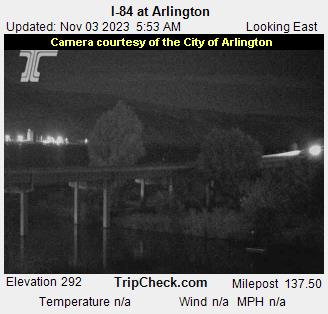 I-84 at Arlington
Updated: Nov 03 2023 5:53 AM Looking East
Camera courtesy of the City of Arlington
Elevation 292 TripCheck.com Milepost 137.50
Temperature n/a Wind n/a MPH n/a